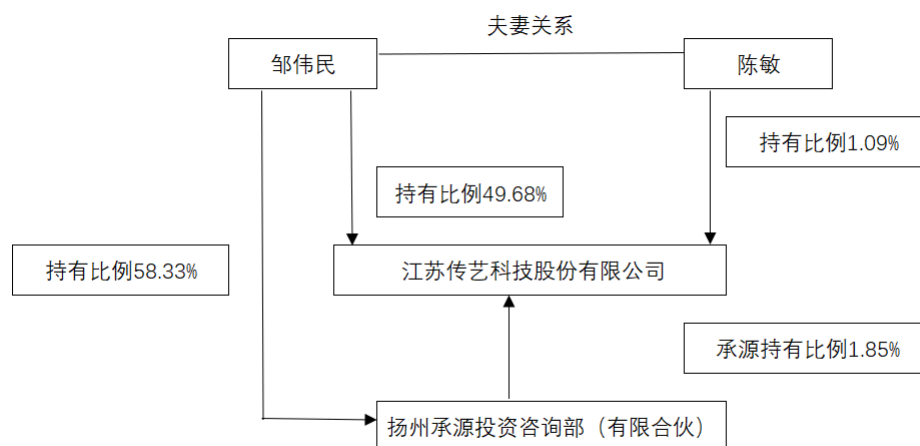 夫妻关系
邹伟民
陈敏
持有比例1.09%
持有比例49.68%
持有比例58.33%
江苏传艺科技股份有限公司
承源持有比例1.85%
扬州承源投资咨询部（有限合伙）